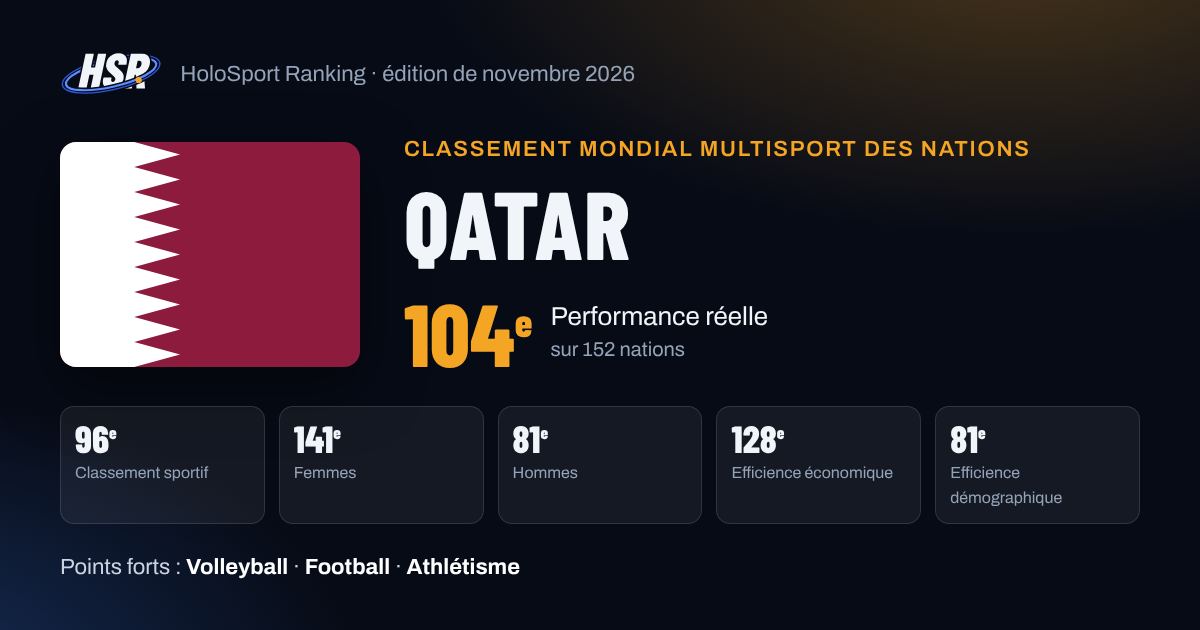 HSR
HoloSport Ranking · édition de novembre 2026
CLASSEMENT MONDIAL MULTISPORT DES NATIONS
QATAR
104e
Performance réelle
sur 152 nations
96e
Classement sportif
141e
Femmes
81e
Hommes
128e
Efficience économique
81e
Efficience
démographique
Points forts : Volleyball · Football · Athlétisme